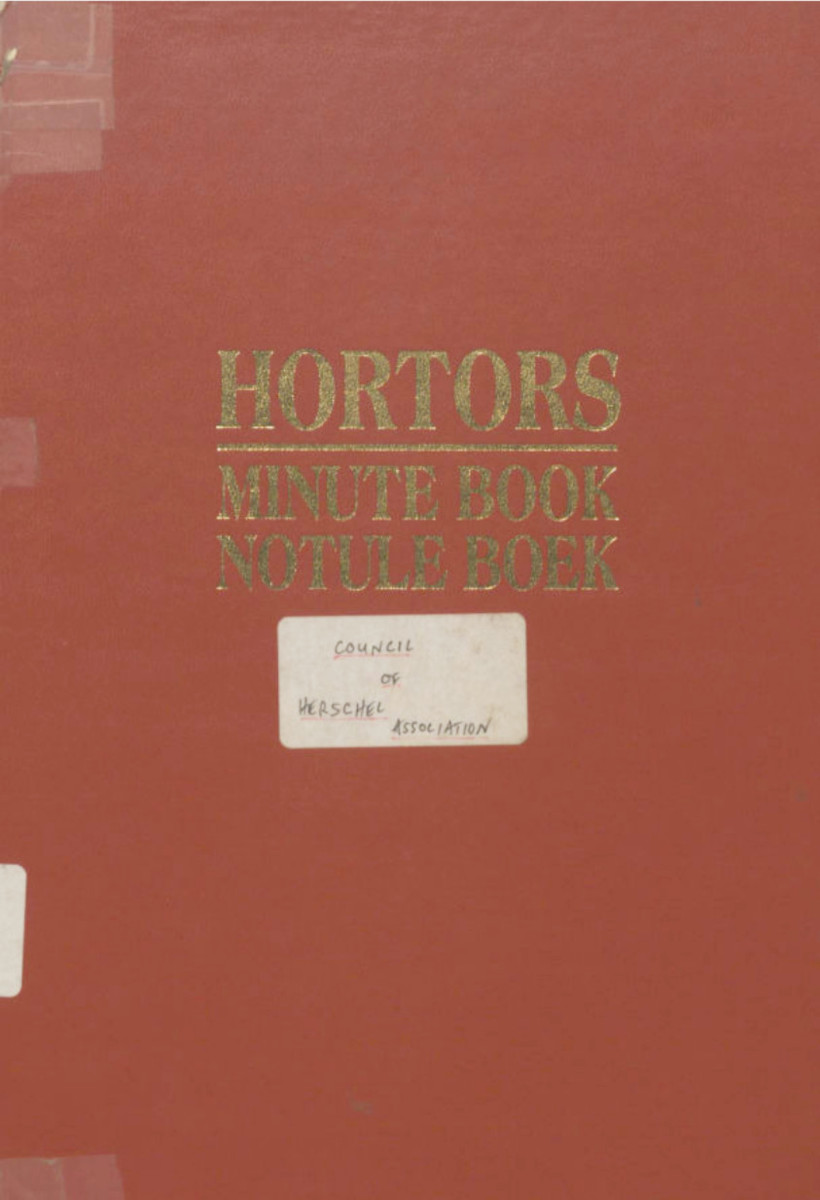 HORTORS
MINUTE BOOK
NOTULE BOEK
COUNCIL
OF
HERSCHEL
ASSOCIATION